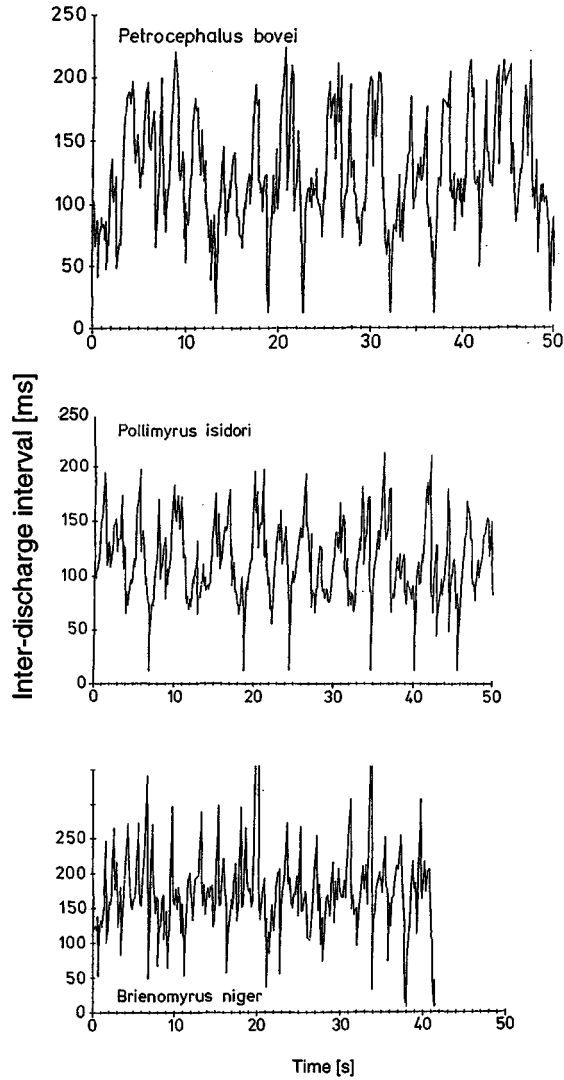 Petrocephalus bovei
250
200
150
100
50
0
0 10 20 30 40 50
Inter-discharge interval [ms]
Pollimyrus isidori
250
200
150
100
50
0
0 10 20 30 40 50
250
200
150
100
50
0
Brienomyrus niger
0 10 20 30 40 50
Time [s]